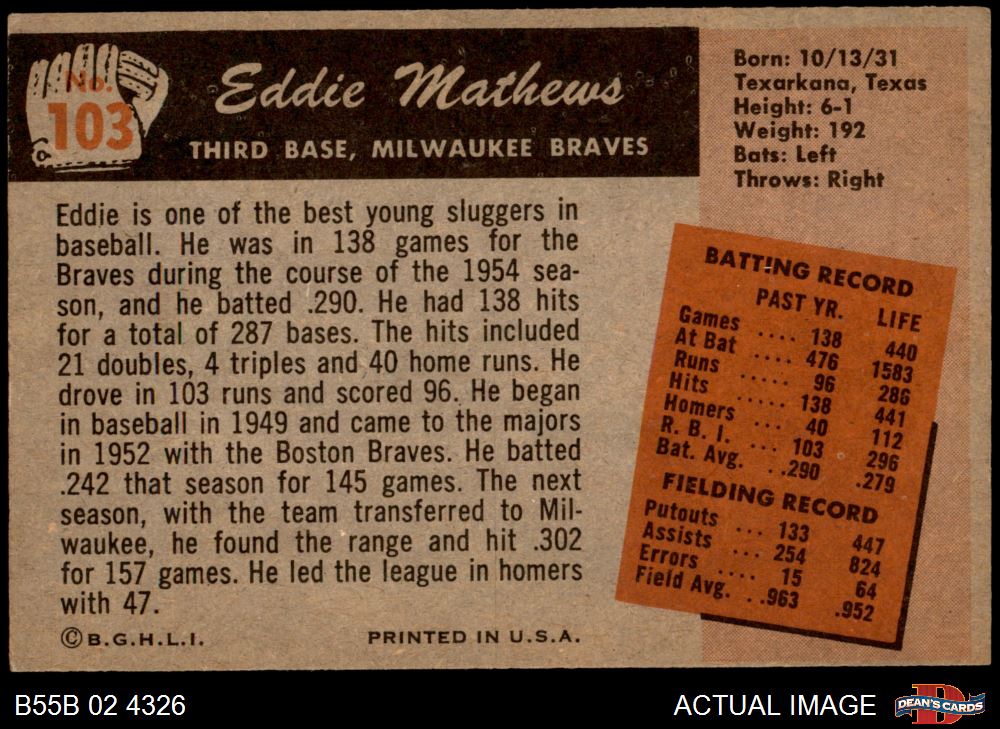 No.
103
Eddie Mathews
THIRD BASE, MILWAUKEE BRAVES
Born: 10/13/31
Texarkana, Texas
Height: 6-1
Weight: 192
Bats: Left
Throws: Right
Eddie is one of the best young sluggers in
baseball. He was in 138 games for the
Braves during the course of the 1954 sea-
son, and he batted .290. He had 138 hits
for a total of 287 bases. The hits included
21 doubles, 4 triples and 40 home runs. He
drove in 103 runs and scored 96. He began
in baseball in 1949 and came to the majors
in 1952 with the Boston Braves. He batted
.242 that season for 145 games. The next
season, with the team transferred to Mil-
waukee, he found the range and hit .302
for 157 games. He led the league in homers
with 47.
BATTING RECORD
PAST YR. LIFE
Games .... 138 440
At Bat .... 476 1583
Runs ..... 96 286
Hits ..... 138 441
Homers ... 40 112
R. B. I. ... 103 296
Bat. Avg. ..290 .279
FIELDING RECORD
Putouts ... 133 447
Assists ... 254 824
Errors .... 15 64
Field Avg. ..963 .952
©B.G.H.L.I. PRINTED IN U.S.A.
B55B 02 4326 ACTUAL IMAGE D DEAN'S CARDS